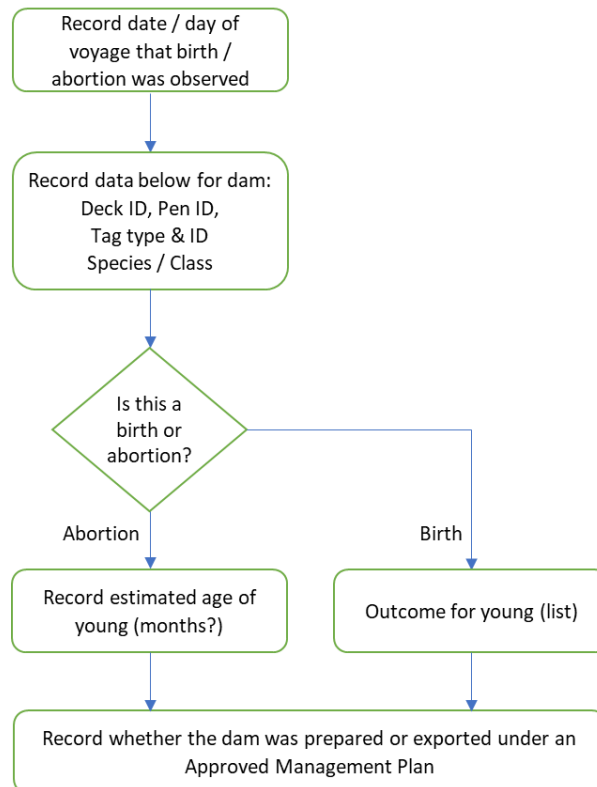 Record date / day of
voyage that birth /
abortion was observed
Record data below for dam:
Deck ID, Pen ID,
Tag type & ID
Species / Class
Is this a
birth or
abortion?
Abortion
Birth
Record estimated age of
young (months?)
Outcome for young (list)
Record whether the dam was prepared or exported under an
Approved Management Plan